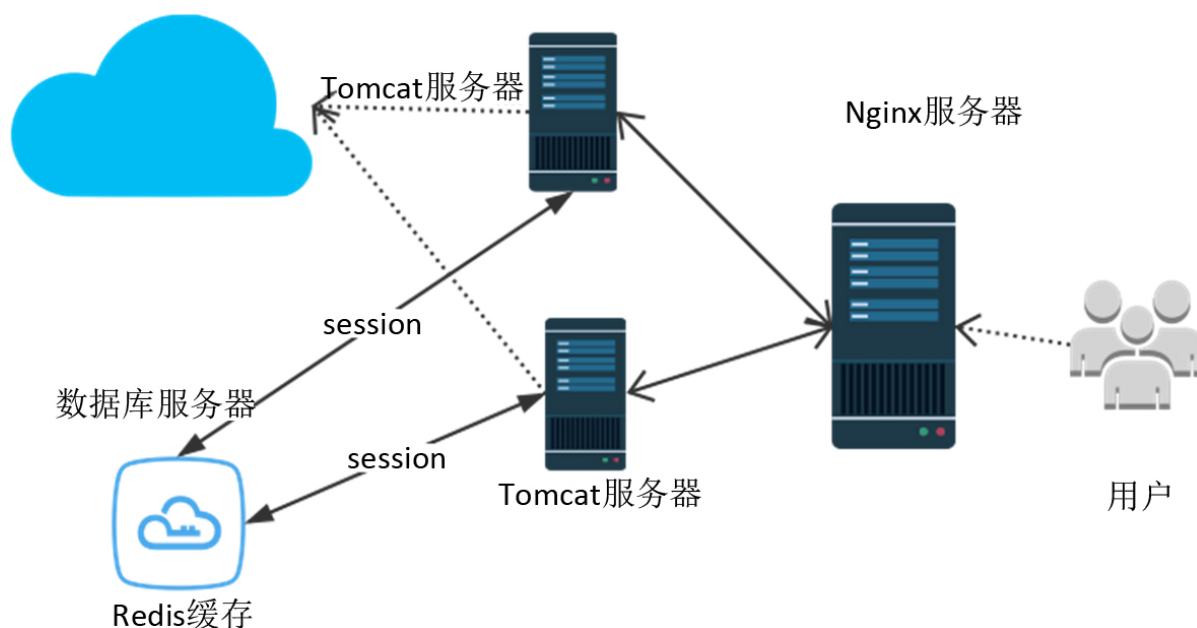 Tomcat服务器
Nginx服务器
session
数据库服务器
session
Tomcat服务器
用户
Redis缓存